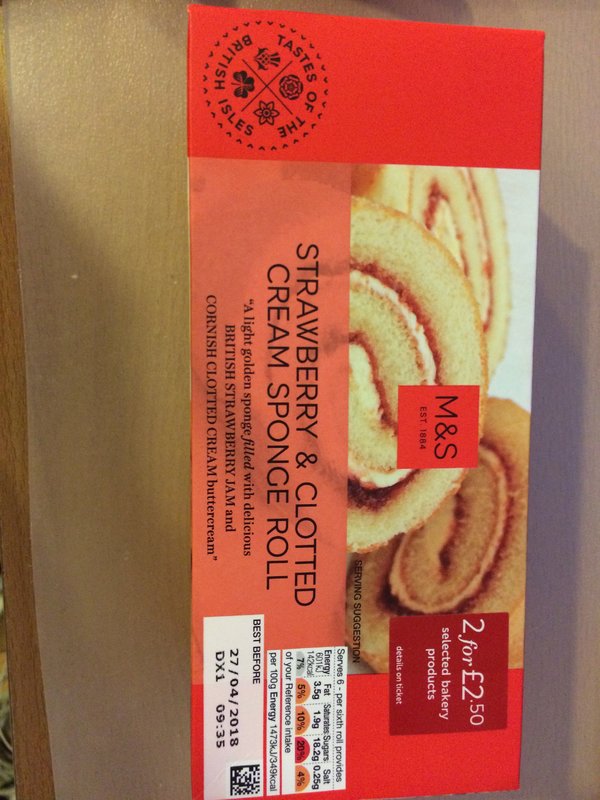 TASTES OF THE
BRITISH ISLES
M&S
EST. 1884
2 for £2.50
selected bakery
products
details on ticket
SERVING SUGGESTION
STRAWBERRY & CLOTTED
CREAM SPONGE ROLL
"A light golden sponge filled with delicious
BRITISH STRAWBERRY JAM and
CORNISH CLOTTED CREAM buttercream"
Serves 6 - per sixth roll provides
Energy Fat Saturates Sugars Salt
601kJ 3.5g 1.9g 18.2g 0.25g
142kcal
7% 5% 10% 20% 4%
of your Reference intake
per 100g Energy 1473kJ/349kcal
BEST BEFORE
27/04/2018
DX1 09:35